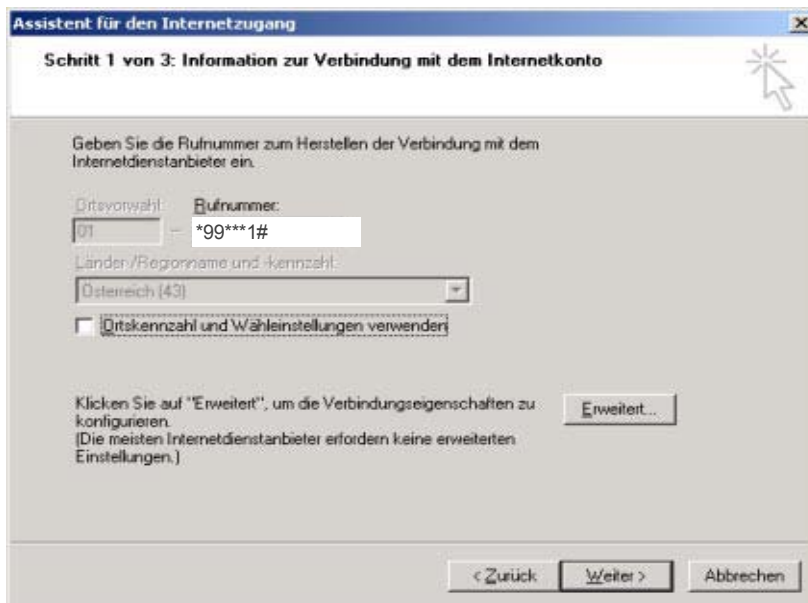 Assistent für den Internetzugang
Schritt 1 von 3: Information zur Verbindung mit dem Internetkonto
Geben Sie die Rufnummer zum Herstellen der Verbindung mit dem
Internetdienstanbieter ein.
Ortsvorwahl: Rufnummer:
01 – *99***1#
Länder-/Regionname und -kennzahl:
Österreich (43)
Ortskennzahl und Wähleinstellungen verwenden
Klicken Sie auf "Erweitert", um die Verbindungseigenschaften zu
konfigurieren.
(Die meisten Internetdienstanbieter erfordern keine erweiterten
Einstellungen.)
Erweitert...
< Zurück Weiter > Abbrechen